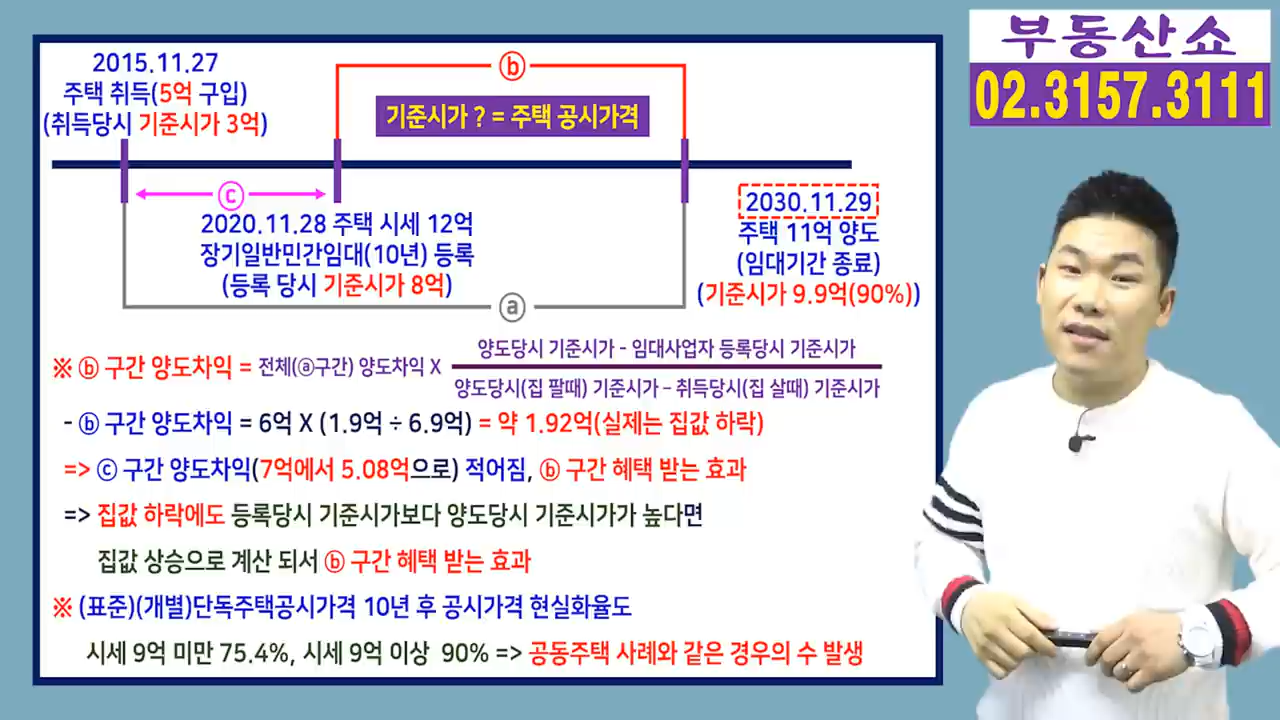 부동산쇼
02.3157.3111
2015.11.27
주택 취득(5억 구입)
(취득당시 기준시가 3억)
ⓑ
기준시가 ? = 주택 공시가격
ⓒ
2020.11.28 주택 시세 12억
장기일반민간임대(10년) 등록
(등록 당시 기준시가 8억)
2030.11.29
주택 11억 양도
(임대기간 종료)
(기준시가 9.9억(90%))
ⓐ
※ ⓑ 구간 양도차익 = 전체(ⓐ구간) 양도차익 X
양도당시 기준시가 - 임대사업자 등록당시 기준시가
양도당시(집 팔때) 기준시가 - 취득당시(집 살때) 기준시가
- ⓑ 구간 양도차익 = 6억 X (1.9억 ÷ 6.9억) = 약 1.92억(실제는 집값 하락)
=> ⓒ 구간 양도차익(7억에서 5.08억으로) 적어짐, ⓑ 구간 혜택 받는 효과
=> 집값 하락에도 등록당시 기준시가보다 양도당시 기준시가가 높다면
집값 상승으로 계산 되서 ⓑ 구간 혜택 받는 효과
※ (표준)(개별)단독주택공시가격 10년 후 공시가격 현실화율도
시세 9억 미만 75.4%, 시세 9억 이상 90% => 공동주택 사례와 같은 경우의 수 발생